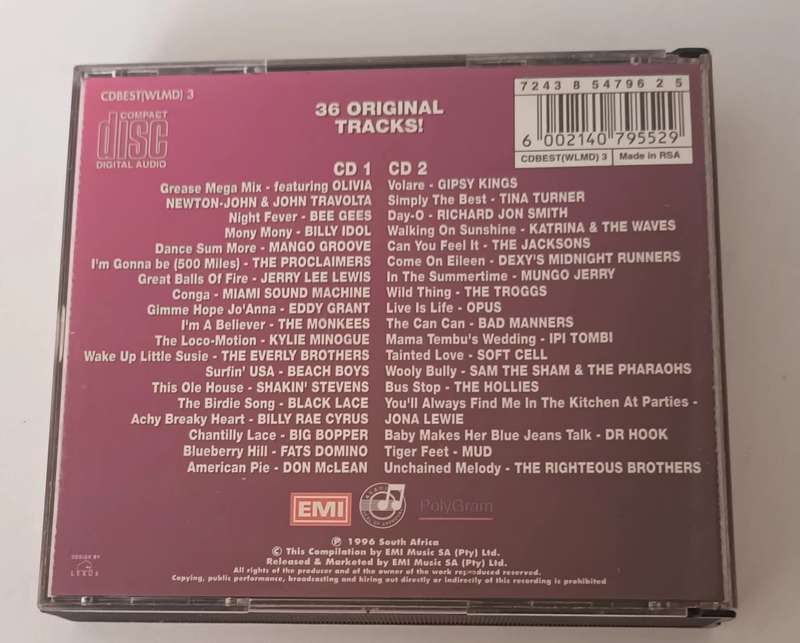 CDBEST(WLMD) 3
COMPACT
disc
DIGITAL AUDIO
36 ORIGINAL
TRACKS!
7243 8 54796 2 5
6 002140 795529
CDBEST(WLMD) 3
Made in RSA
CD 1
Grease Mega Mix - featuring OLIVIA
NEWTON-JOHN & JOHN TRAVOLTA
Night Fever - BEE GEES
Mony Mony - BILLY IDOL
Dance Sum More - MANGO GROOVE
I'm Gonna be (500 Miles) - THE PROCLAIMERS
Great Balls Of Fire - JERRY LEE LEWIS
Conga - MIAMI SOUND MACHINE
Gimme Hope Jo'Anna - EDDY GRANT
I'm A Believer - THE MONKEES
The Loco-Motion - KYLIE MINOGUE
Wake Up Little Susie - THE EVERLY BROTHERS
Surfin' USA - BEACH BOYS
This Ole House - SHAKIN' STEVENS
The Birdie Song - BLACK LACE
Achy Breaky Heart - BILLY RAE CYRUS
Chantilly Lace - BIG BOPPER
Blueberry Hill - FATS DOMINO
American Pie - DON McLEAN
CD 2
Volare - GIPSY KINGS
Simply The Best - TINA TURNER
Day-O - RICHARD JON SMITH
Walking On Sunshine - KATRINA & THE WAVES
Can You Feel It - THE JACKSONS
Come On Eileen - DEXY'S MIDNIGHT RUNNERS
In The Summertime - MUNGO JERRY
Wild Thing - THE TROGGS
Live Is Life - OPUS
The Can Can - BAD MANNERS
Mama Tembu's Wedding - IPI TOMBI
Tainted Love - SOFT CELL
Wooly Bully - SAM THE SHAM & THE PHARAOHS
Bus Stop - THE HOLLIES
You'll Always Find Me In The Kitchen At Parties -
JONA LEWIE
Baby Makes Her Blue Jeans Talk - DR HOOK
Tiger Feet - MUD
Unchained Melody - THE RIGHTEOUS BROTHERS
EMI
PolyGram
℗ 1996 South Africa
© This Compilation by EMI Music SA (Pty) Ltd.
Released & Marketed by EMI Music SA (Pty) Ltd.
All rights of the producer and of the owner of the work reproduced reserved.
Copying, public performance, broadcasting and hiring out directly or indirectly of this recording is prohibited
DESIGN BY
LEXUS